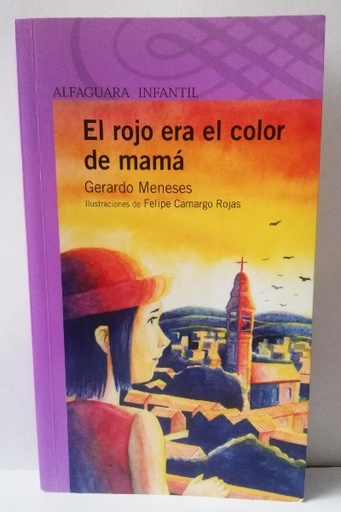 ALFAGUARA INFANTIL
El rojo era el color
de mamá
Gerardo Meneses
Ilustraciones de Felipe Camargo Rojas